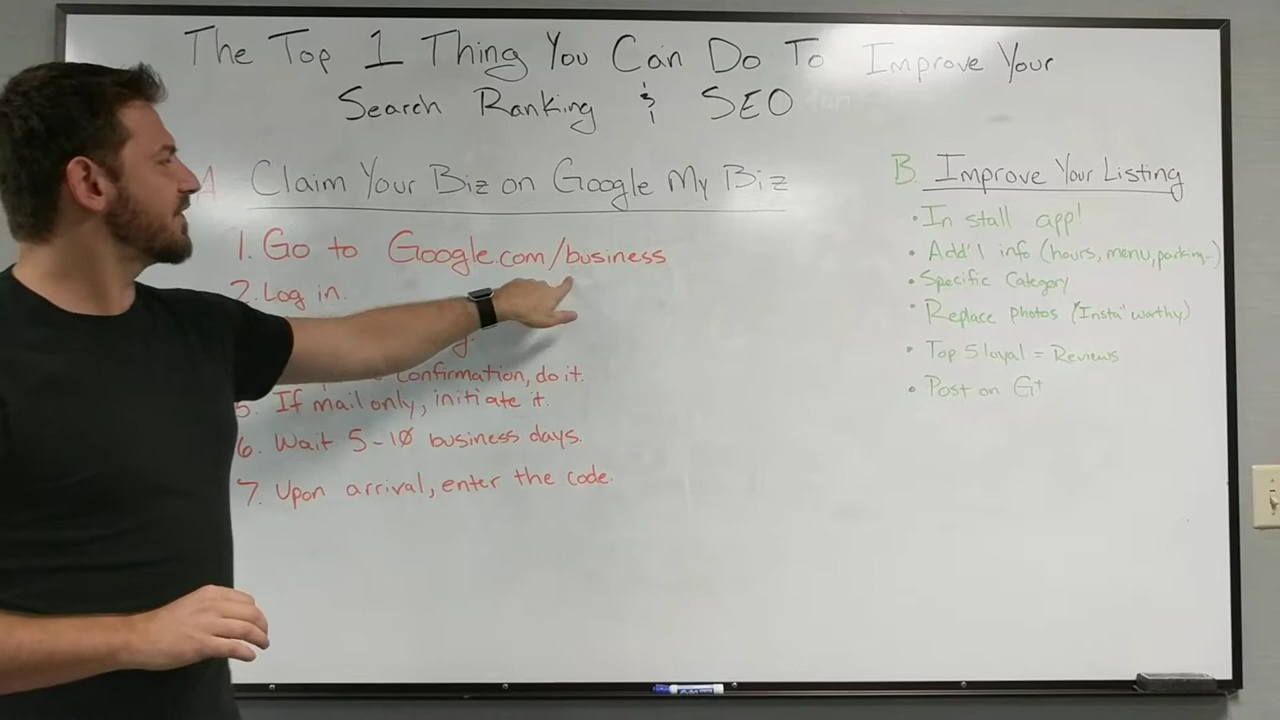 The Top 1 Thing You Can Do To Improve Your
Search Ranking & SEO
A Claim Your Biz on Google My Biz
1. Go to Google.com/business
2. Log in.
confirmation, do it.
5. If mail only, initiate it.
6. Wait 5-10 business days.
7. Upon arrival, enter the code.
B. Improve Your Listing
• In stall app!
• Add'l info (hours, menu, parking..)
• Specific Category
• Replace photos ("Insta" worthy)
• Top 5 loyal = Reviews
• Post on G+